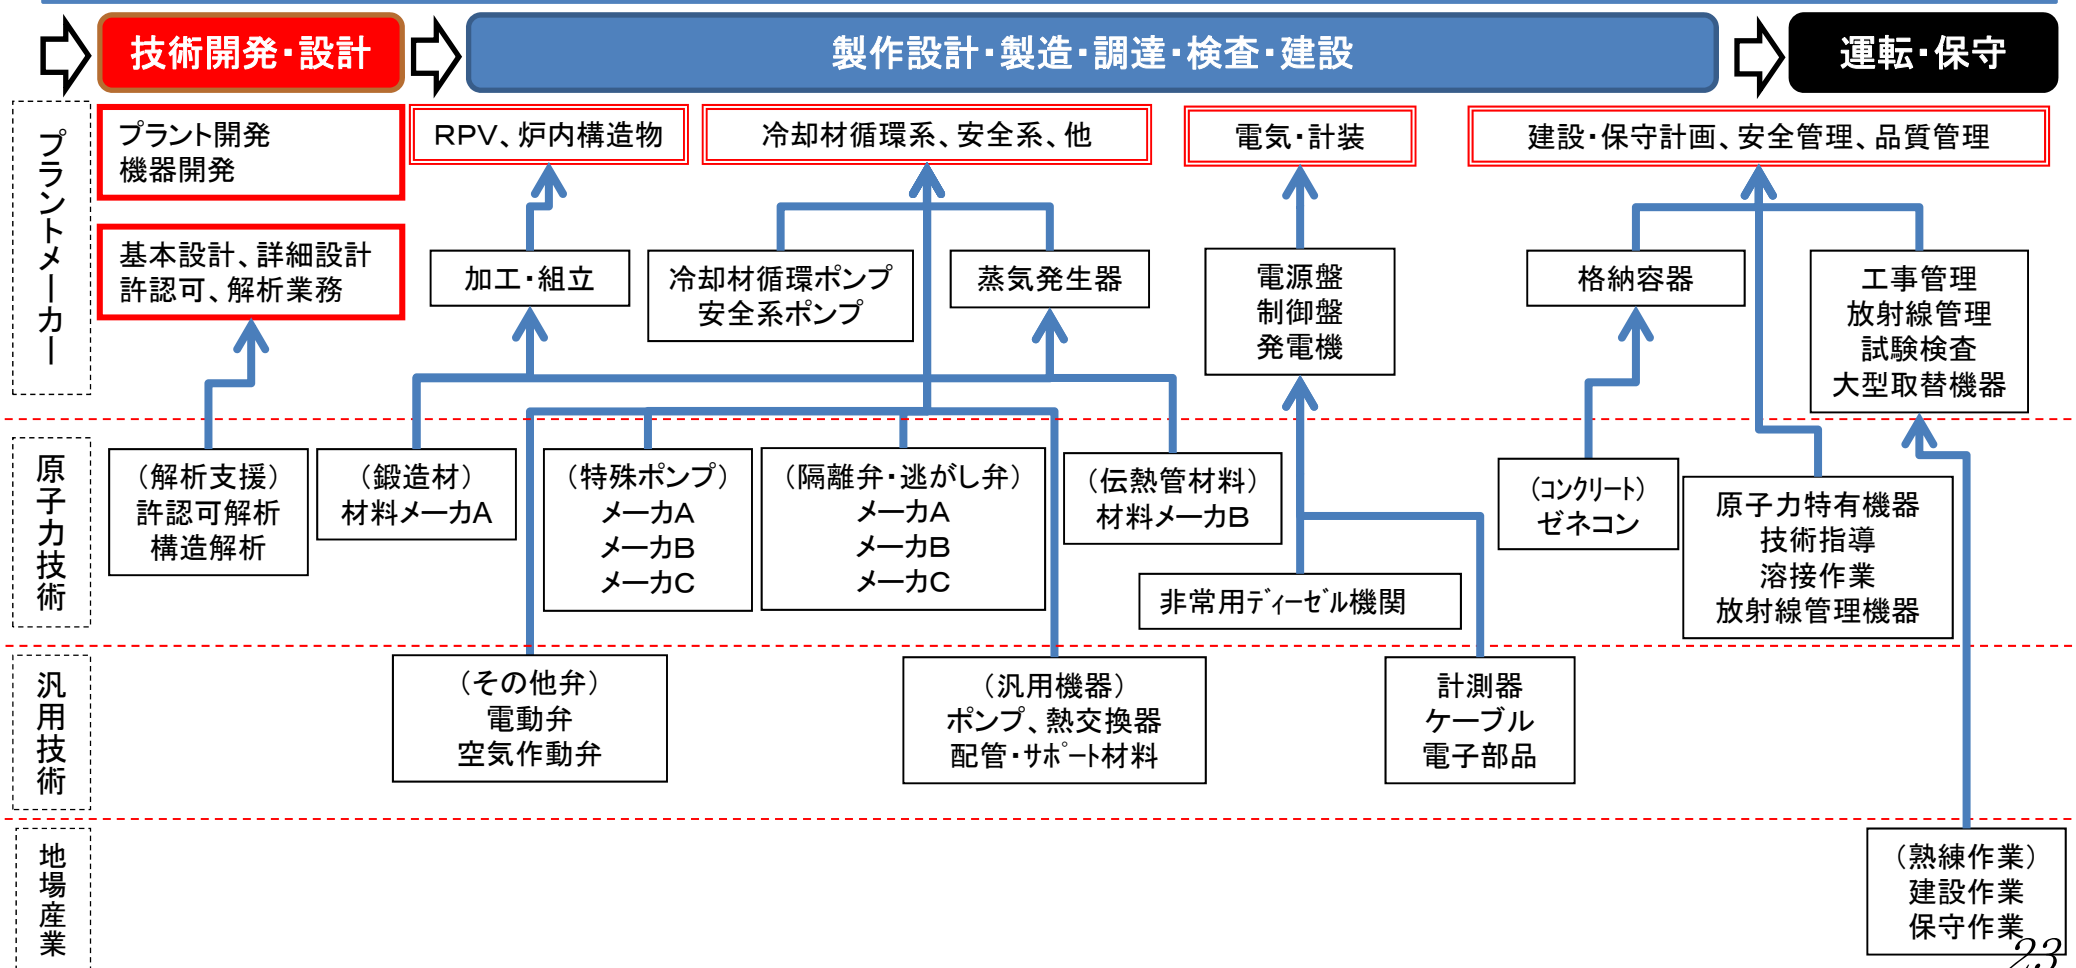 技術開発・設計
製作設計・製造・調達・検査・建設
運転・保守
プラントメーカー
プラント開発
機器開発
基本設計、詳細設計
許認可、解析業務
RPV、炉内構造物
冷却材循環系、安全系、他
電気・計装
建設・保守計画、安全管理、品質管理
加工・組立
冷却材循環ポンプ
安全系ポンプ
蒸気発生器
電源盤
制御盤
発電機
格納容器
工事管理
放射線管理
試験検査
大型取替機器
原子力技術
（解析支援）
許認可解析
構造解析
（鍛造材）
材料メーカA
（特殊ポンプ）
メーカA
メーカB
メーカC
（隔離弁・逃がし弁）
メーカA
メーカB
メーカC
（伝熱管材料）
材料メーカB
非常用ﾃﾞｨｰｾﾞﾙ機関
（ｺﾝｸﾘｰﾄ）
ゼネコン
原子力特有機器
技術指導
溶接作業
放射線管理機器
汎用技術
（その他弁）
電動弁
空気作動弁
（汎用機器）
ポンプ、熱交換器
配管・ｻﾎﾟｰﾄ材料
計測器
ケーブル
電子部品
地場産業
（熟練作業）
建設作業
保守作業
23